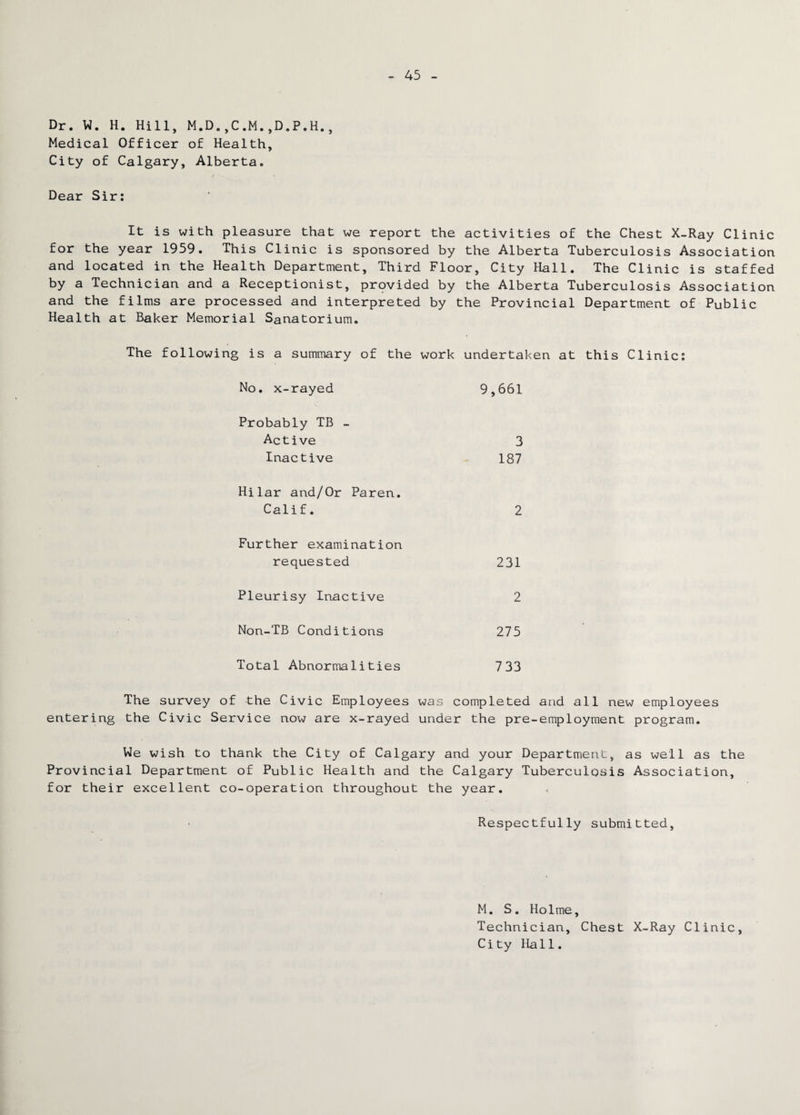 - 45 -
Dr. W. H. Hill, M.D.,C.M.,D.P.H.,
Medical Officer of Health,
City of Calgary, Alberta.
Dear Sir:
It is with pleasure that we report the activities of the Chest X-Ray Clinic
for the year 1959. This Clinic is sponsored by the Alberta Tuberculosis Association
and located in the Health Department, Third Floor, City Hall. The Clinic is staffed
by a Technician and a Receptionist, provided by the Alberta Tuberculosis Association
and the films are processed and interpreted by the Provincial Department of Public
Health at Baker Memorial Sanatorium.
The following is a summary of the work undertaken at this Clinic:
No. x-rayed 9,661
Probably TB -
Active 3
Inactive 187
Hilar and/Or Paren.
Calif. 2
Further examination
requested 231
Pleurisy Inactive 2
Non-TB Conditions 275
Total Abnormalities 733
The survey of the Civic Employees was completed and all new employees
entering the Civic Service now are x-rayed under the pre-employment program.
We wish to thank the City of Calgary and your Department, as well as the
Provincial Department of Public Health and the Calgary Tuberculosis Association,
for their excellent co-operation throughout the year.
Respectfully submitted,
M. S. Holme,
Technician, Chest X-Ray Clinic,
City Hall.